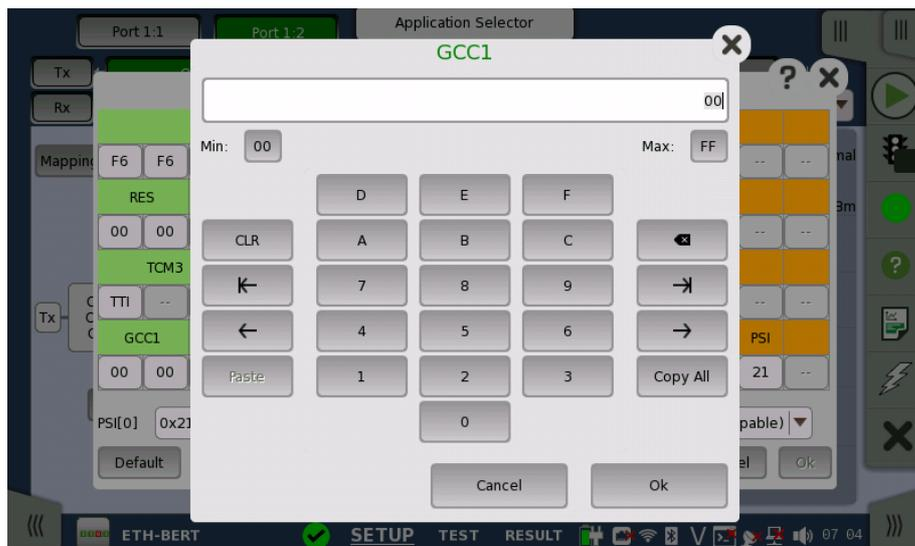 Application Selector
Port 1:1 Port 1:2
GCC1
Tx
Rx
00
Min: 00 Max: FF
Mapping F6 F6 -- --
RES
D E F
00 00 CLR A B C -- --
TCM3 7 8 9
TTI -- -- --
Tx 4 5 6
GCC1 PSI
00 00 Paste 1 2 3 Copy All 21 --
PSI[0] 0x21 0 pable)
Default Cancel Ok el Ok
ETH-BERT SETUP TEST RESULT 07 04